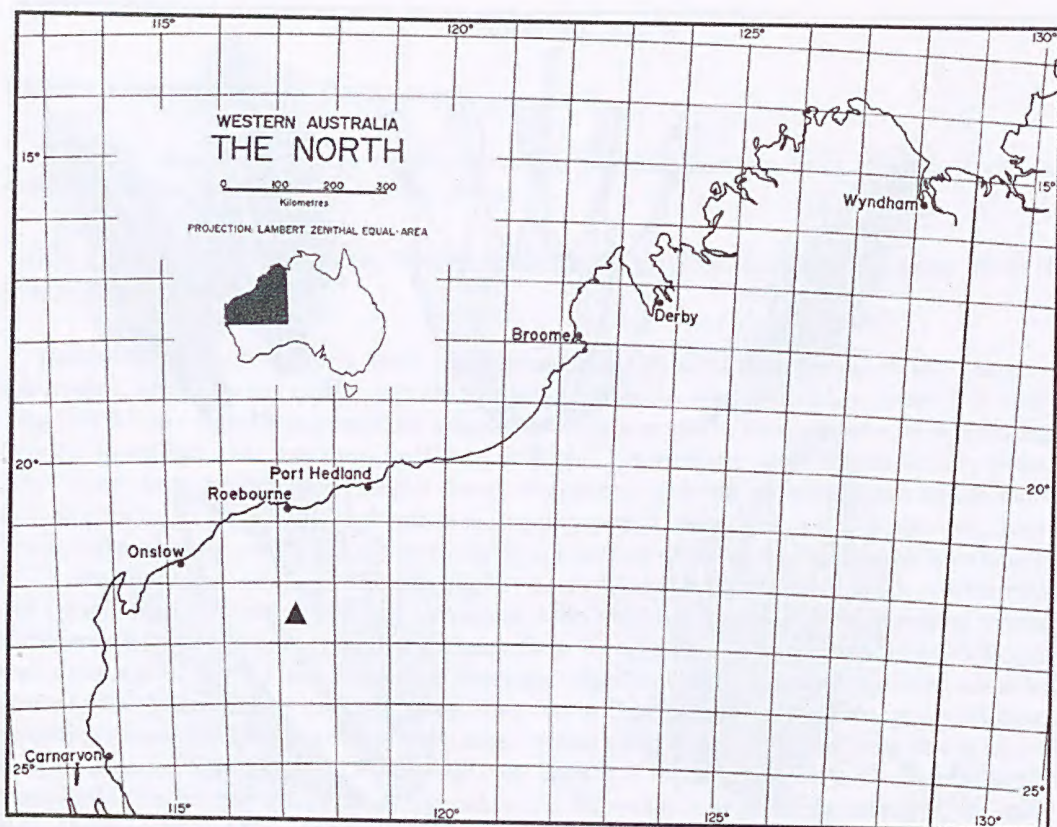 115°
120°
125°
130°
WESTERN AUSTRALIA
THE NORTH
15°
0 100 200 300
Kilometres
PROJECTION: LAMBERT ZENITHAL EQUAL-AREA
Wyndham
15°
Derby
Broome
20°
Port Hedland
Roebourne
20°
Onslow
Carnarvon
25°
25°
115°
120°
125°
130°